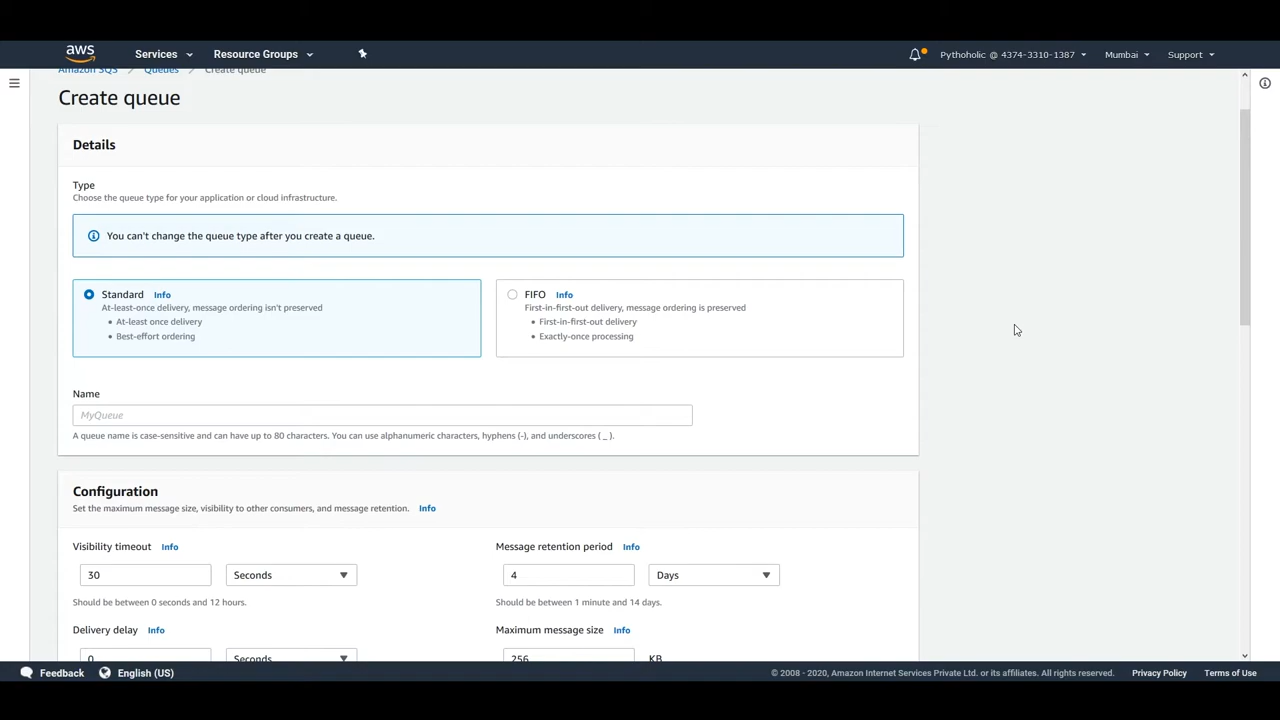 aws Services Resource Groups Pythoholic @ 4374-3310-1387 Mumbai Support
Amazon SQS Queues Create queue
Create queue
Details
Type
Choose the queue type for your application or cloud infrastructure.
You can't change the queue type after you create a queue.
Standard Info
At-least-once delivery, message ordering isn't preserved
• At-least once delivery
• Best-effort ordering
FIFO Info
First-in-first-out delivery, message ordering is preserved
• First-in-first-out delivery
• Exactly-once processing
Name
MyQueue
A queue name is case-sensitive and can have up to 80 characters. You can use alphanumeric characters, hyphens (-), and underscores ( _ ).
Configuration
Set the maximum message size, visibility to other consumers, and message retention. Info
Visibility timeout Info
30 Seconds
Should be between 0 seconds and 12 hours.
Message retention period Info
4 Days
Should be between 1 minute and 14 days.
Delivery delay Info
0 Seconds
Maximum message size Info
256 KB
Feedback English (US) © 2008 - 2020, Amazon Internet Services Private Ltd. or its affiliates. All rights reserved. Privacy Policy Terms of Use